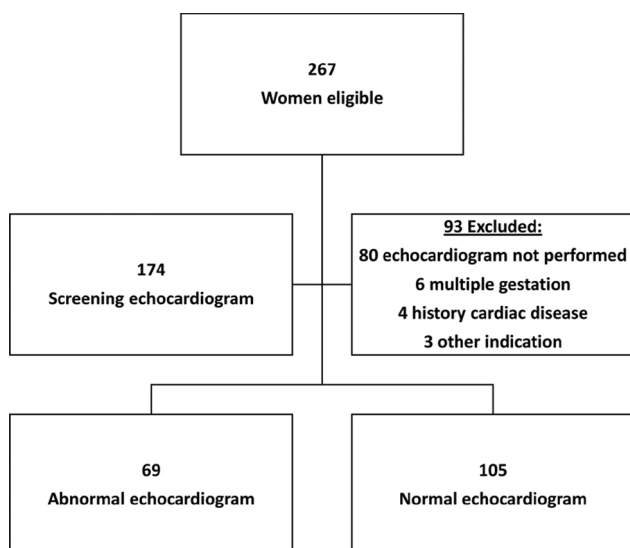 267
Women eligible
174
Screening echocardiogram
93 Excluded:
80 echocardiogram not performed
6 multiple gestation
4 history cardiac disease
3 other indication
69
Abnormal echocardiogram
105
Normal echocardiogram